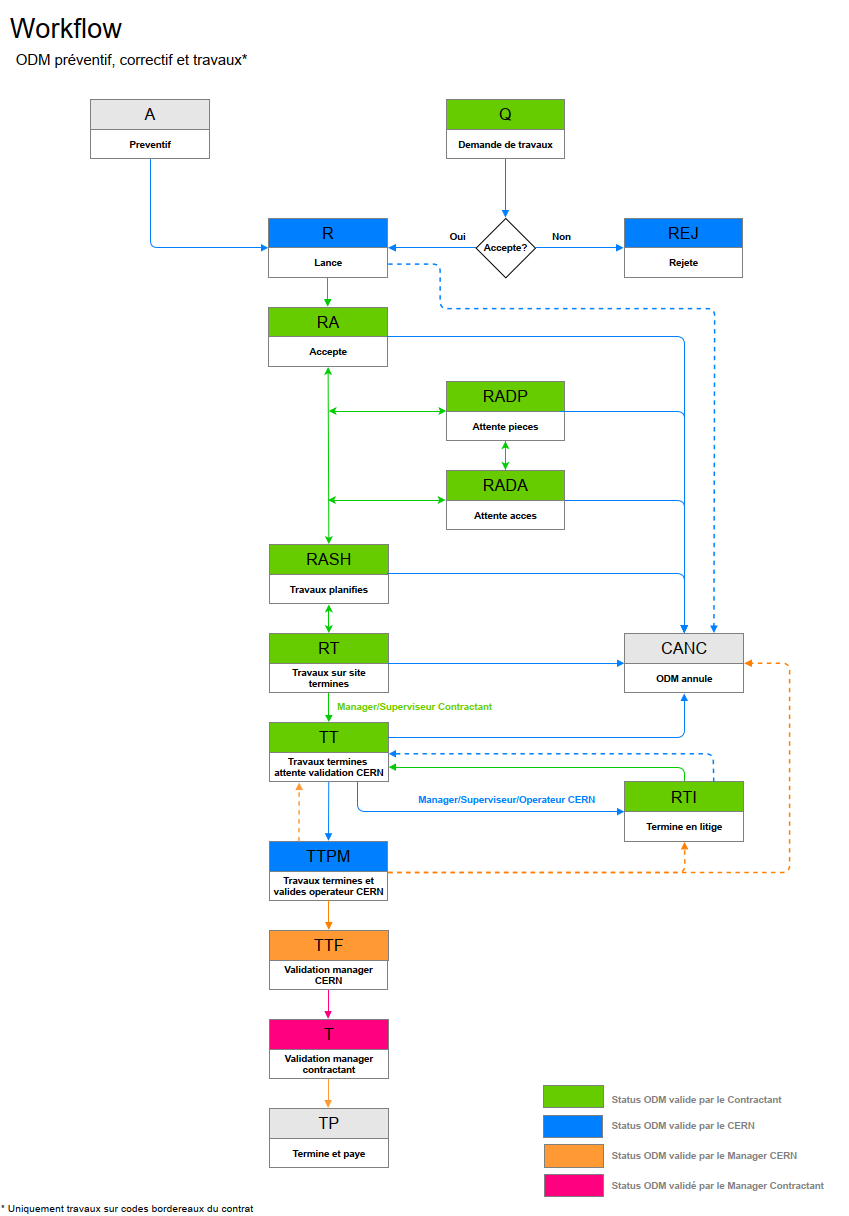 Workflow
ODM préventif, correctif et travaux*
A
Preventif
Q
Demande de travaux
R
Lance
Oui
Accepte?
Non
REJ
Rejete
RA
Accepte
RADP
Attente pieces
RADA
Attente acces
RASH
Travaux planifies
RT
Travaux sur site
termines
CANC
ODM annule
Manager/Superviseur Contractant
TT
Travaux termines
attente validation CERN
Manager/Superviseur/Operateur CERN
RTI
Termine en litige
TTPM
Travaux termines et
valides operateur CERN
TTF
Validation manager
CERN
T
Validation manager
contractant
TP
Termine et paye
Status ODM valide par le Contractant
Status ODM valide par le CERN
Status ODM valide par le Manager CERN
Status ODM validé par le Manager Contractant
* Uniquement travaux sur codes bordereaux du contrat